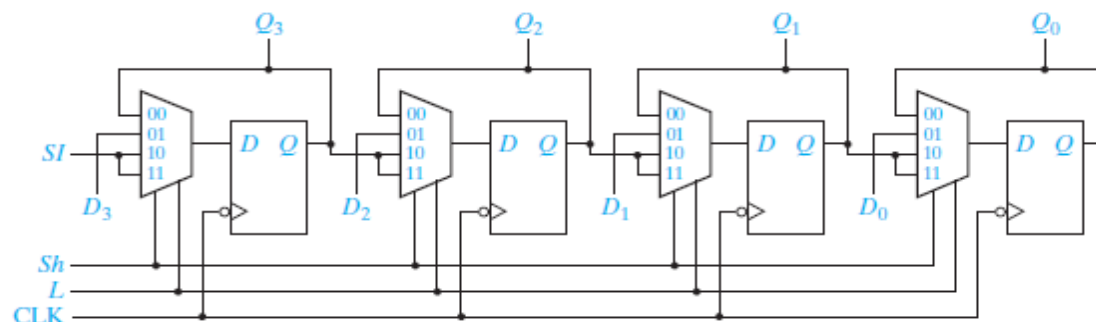 Q3 Q2 Q1 Q0
00 00 00 00
01 D Q 01 D Q 01 D Q 01 D Q
SI 10 10 10 10
11 11 11 11
D3 D2 D1 D0
Sh
L
CLK